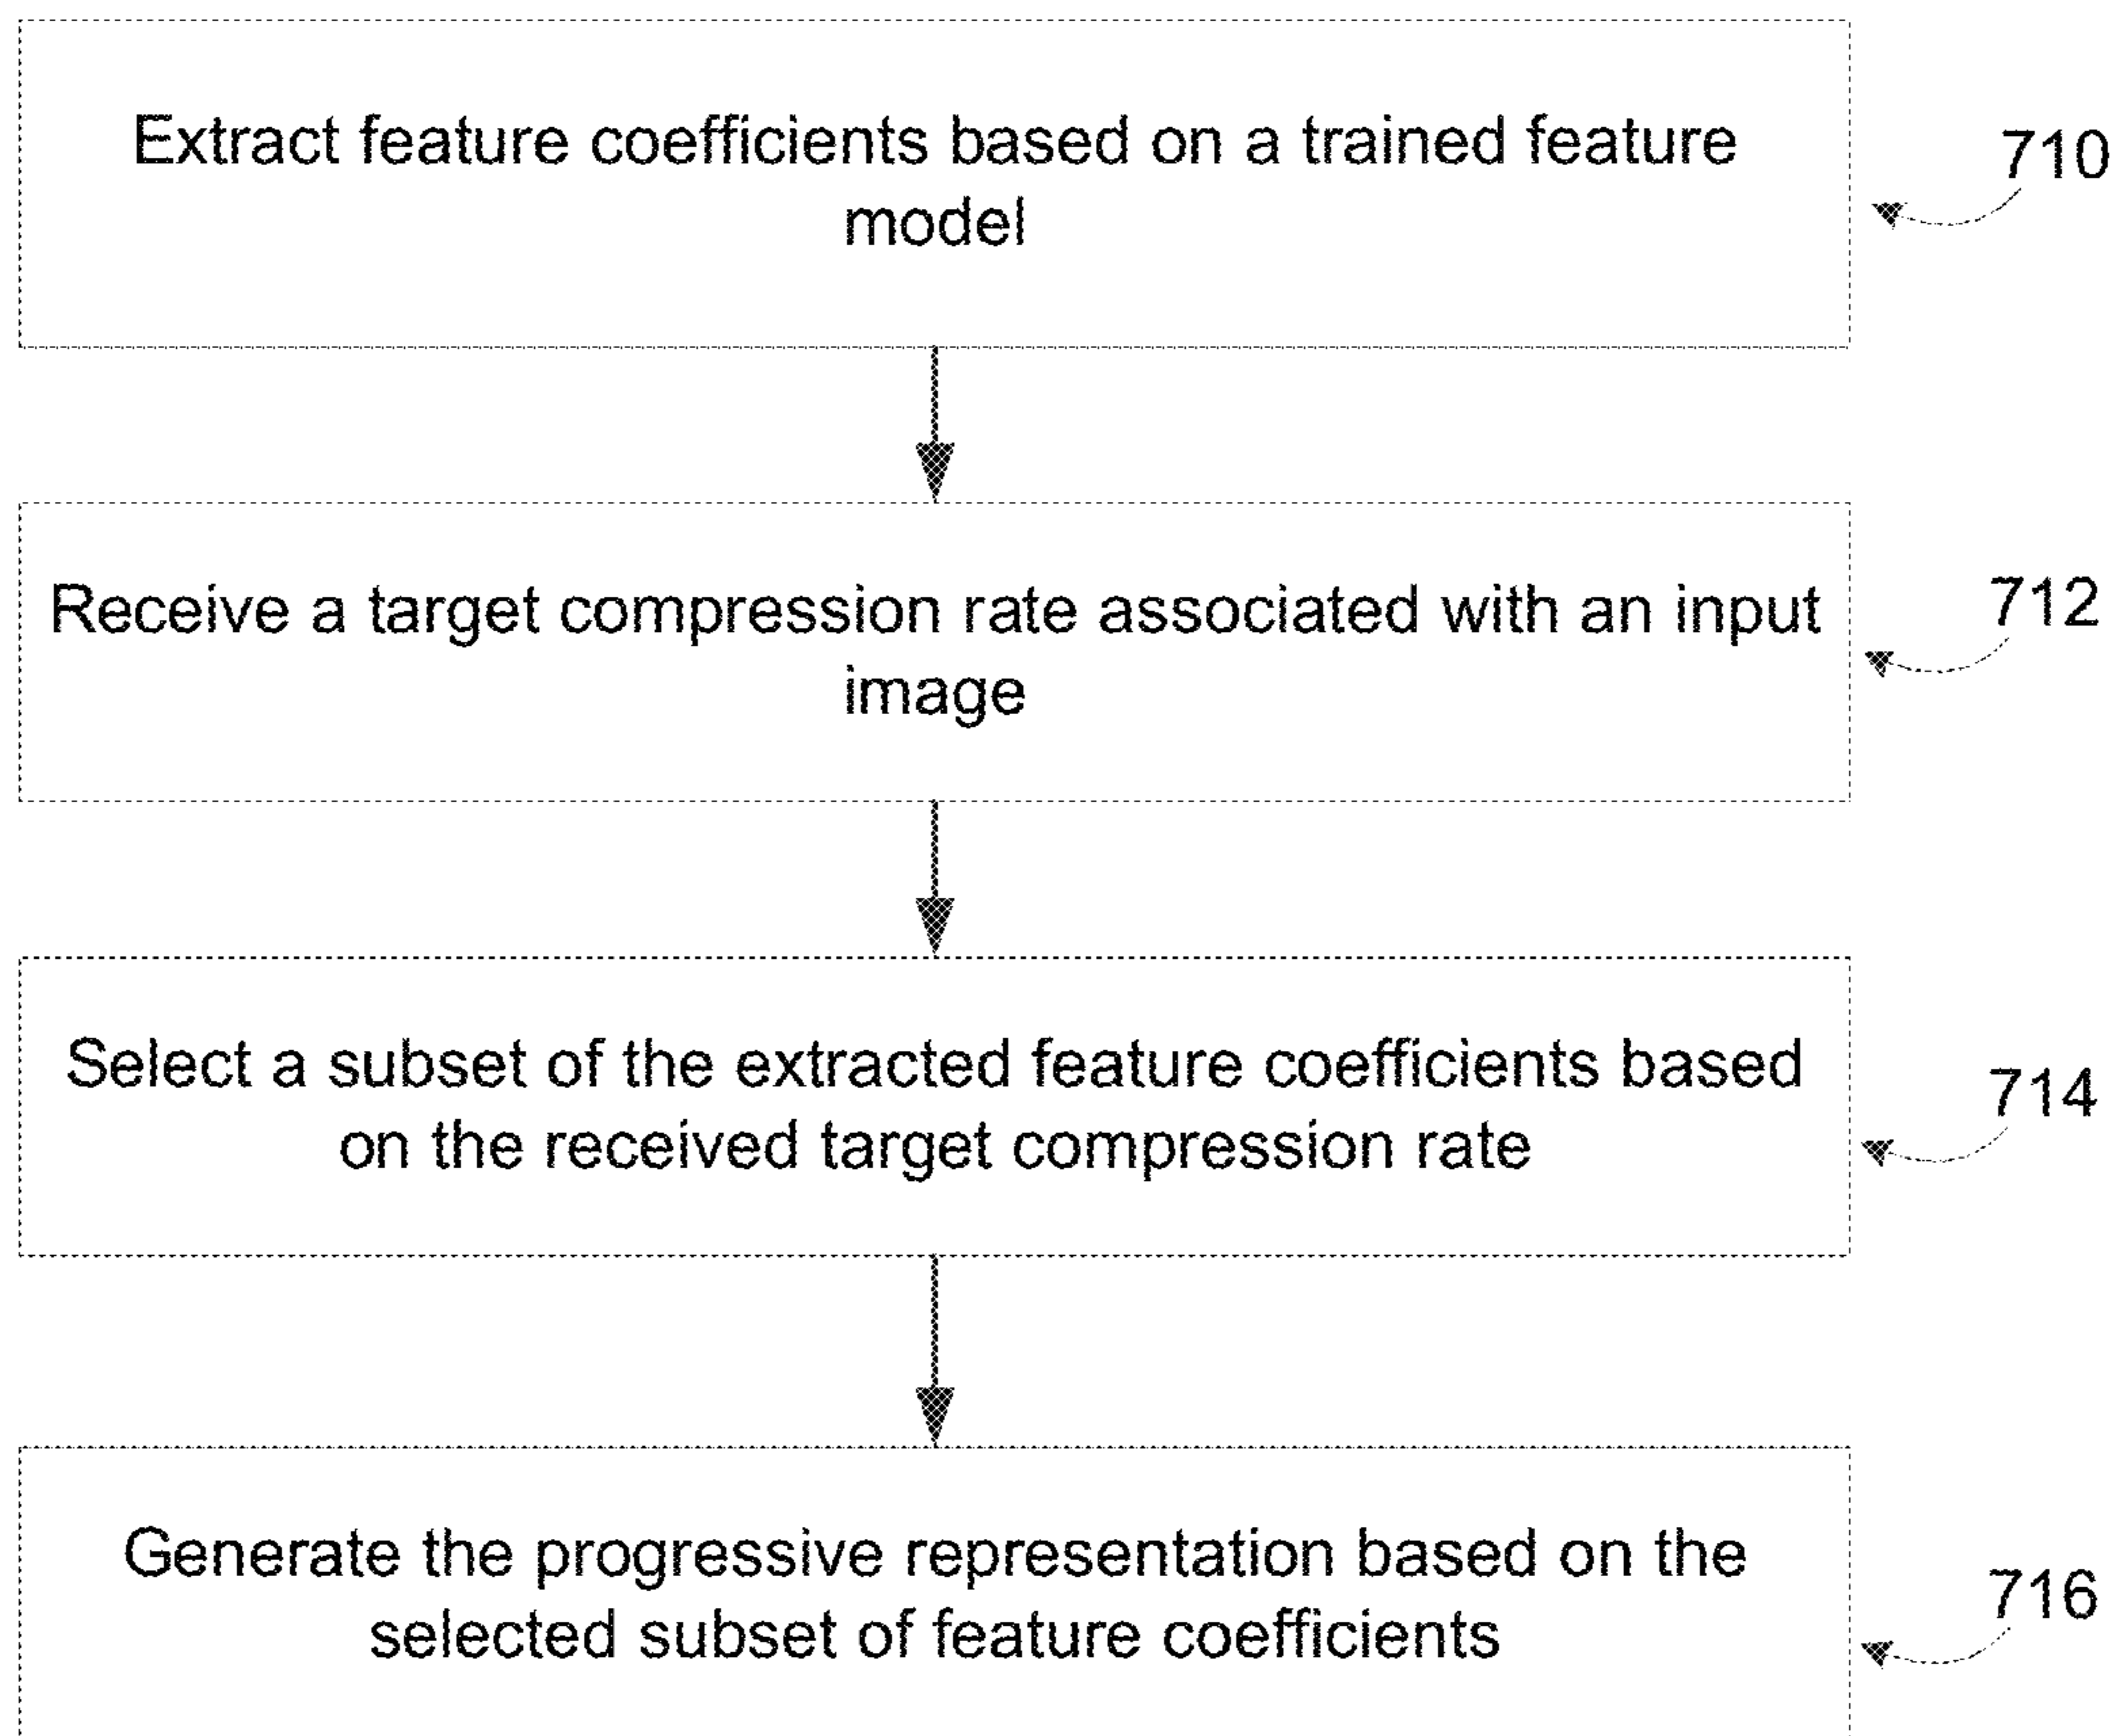 Extract feature coefficients based on a trained feature
model
710
Receive a target compression rate associated with an input
image
712
Select a subset of the extracted feature coefficients based
on the received target compression rate
714
Generate the progressive representation based on the
selected subset of feature coefficients
716